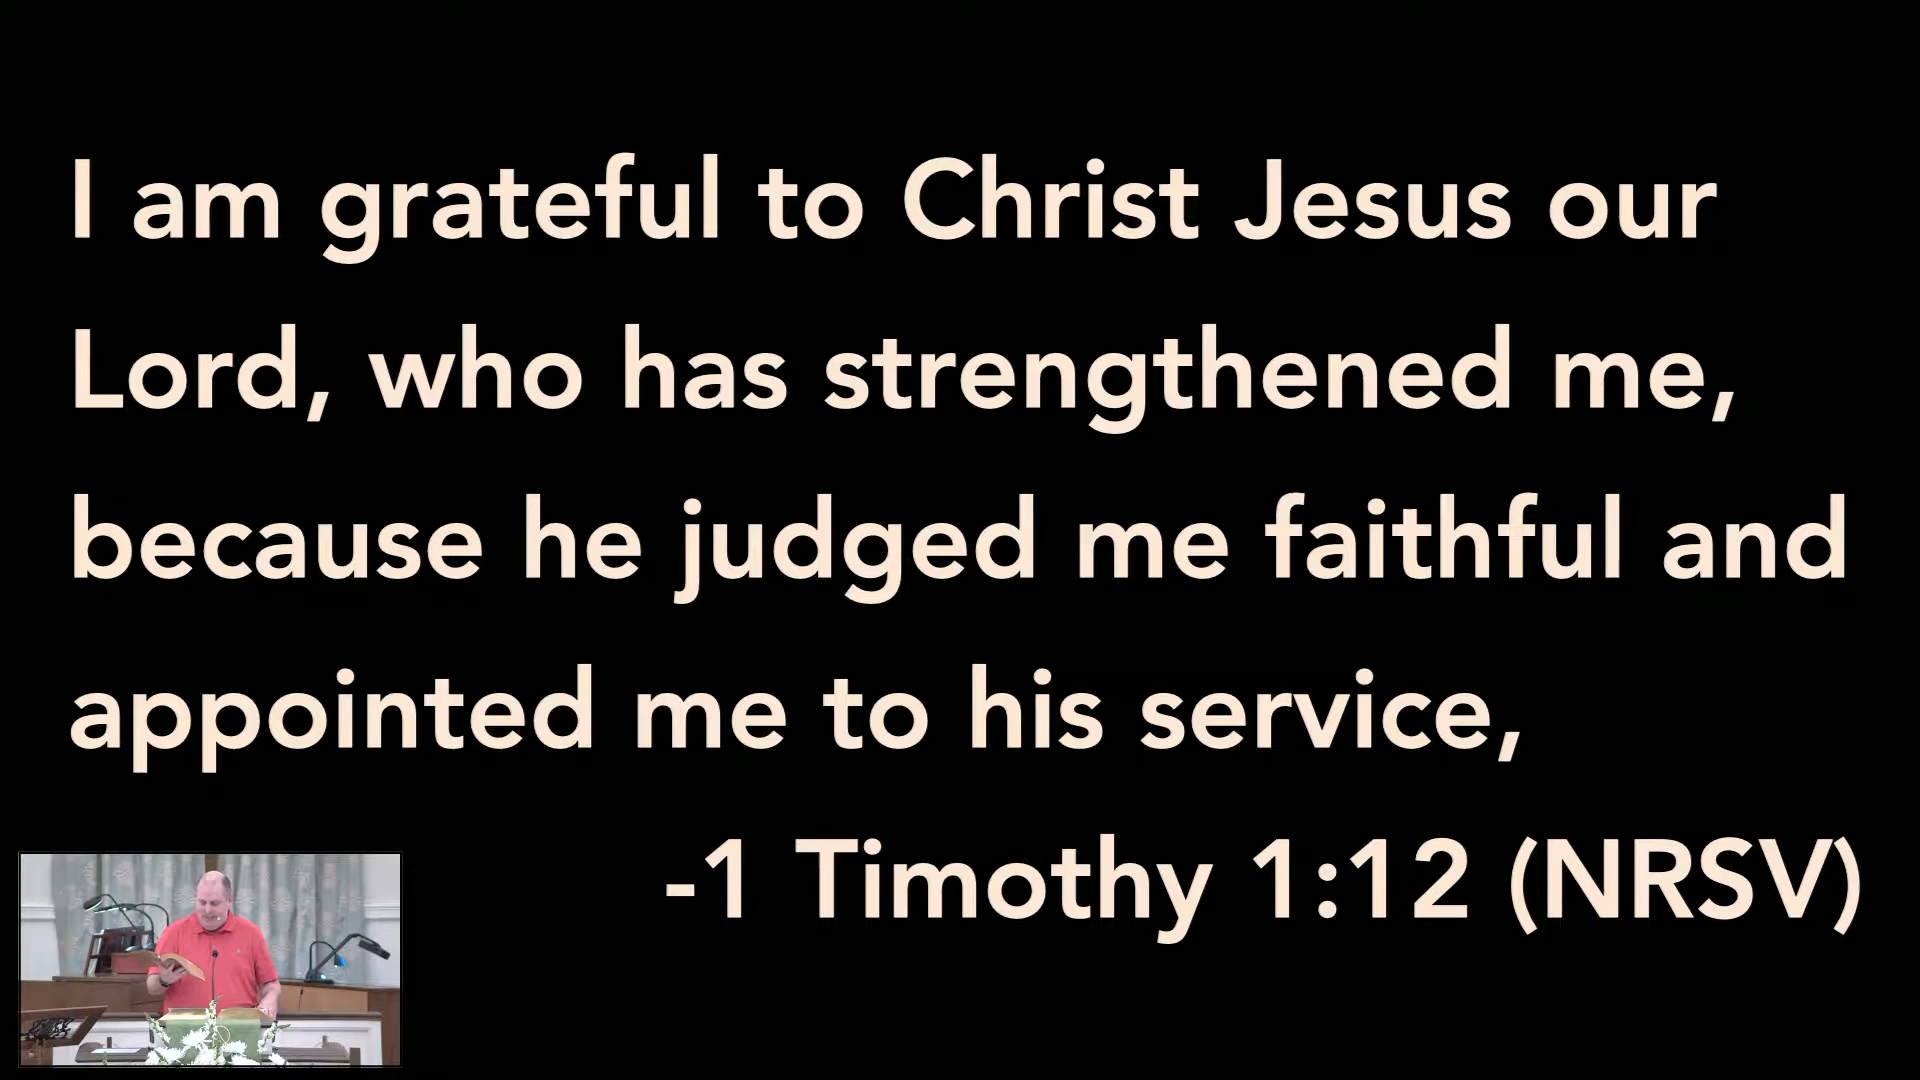 I am grateful to Christ Jesus our
Lord, who has strengthened me,
because he judged me faithful and
appointed me to his service,
-1 Timothy 1:12 (NRSV)